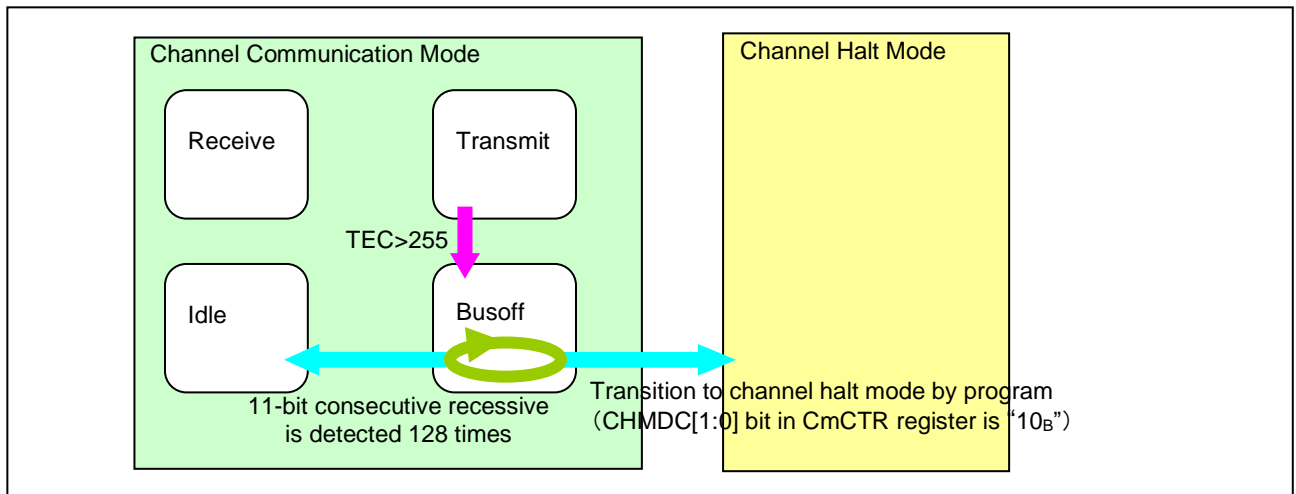 Channel Communication Mode
Channel Halt Mode
Receive
Transmit
TEC>255
Idle
Busoff
11-bit consecutive recessive
is detected 128 times
Transition to channel halt mode by program
（CHMDC[1:0] bit in CmCTR register is “10B”）